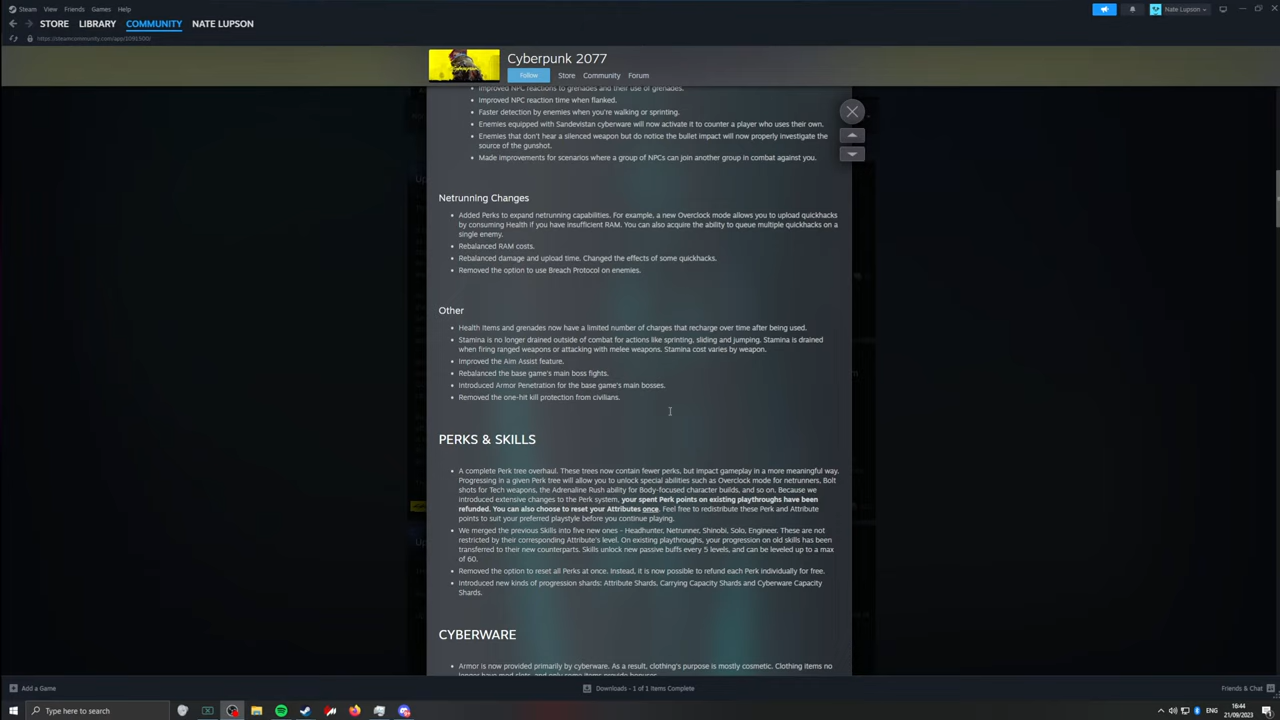 Steam View Friends Games Help
Nate Lupson
STORE LIBRARY COMMUNITY NATE LUPSON
https://steamcommunity.com/app/1091500/
Cyberpunk 2077
Follow Store Community Forum
Improved NPC reactions to grenades and their use of grenades.
Improved NPC reaction time when flanked.
Faster detection by enemies when you're walking or sprinting.
Enemies equipped with Sandevistan cyberware will now activate it to counter a player who uses their own.
Enemies that don't hear a silenced weapon but do notice the bullet impact will now properly investigate the
source of the gunshot.
Made improvements for scenarios where a group of NPCs can join another group in combat against you.
Netrunning Changes
Added Perks to expand netrunning capabilities. For example, a new Overclock mode allows you to upload quickhacks
by consuming Health if you have insufficient RAM. You can also acquire the ability to queue multiple quickhacks on a
single enemy.
Rebalanced RAM costs.
Rebalanced damage and upload time. Changed the effects of some quickhacks.
Removed the option to use Breach Protocol on enemies.
Other
Health Items and grenades now have a limited number of charges that recharge over time after being used.
Stamina is no longer drained outside of combat for actions like sprinting, sliding and jumping. Stamina is drained
when firing ranged weapons or attacking with melee weapons. Stamina cost varies by weapon.
Improved the Aim Assist feature.
Rebalanced the base game's main boss fights.
Introduced Armor Penetration for the base game's main bosses.
Removed the one-hit kill protection from civilians.
PERKS & SKILLS
A complete Perk tree overhaul. These trees now contain fewer perks, but impact gameplay in a more meaningful way.
Progressing in a given Perk tree will allow you to unlock special abilities such as Overclock mode for netrunners, Bolt
shots for Tech weapons, the Adrenaline Rush ability for Body-focused character builds, and so on. Because we
introduced extensive changes to the Perk system, your spent Perk points on existing playthroughs have been
refunded. You can also choose to reset your Attributes once. Feel free to redistribute these Perk and Attribute
points to suit your preferred playstyle before you continue playing.
We merged the previous Skills into five new ones - Headhunter, Netrunner, Shinobi, Solo, Engineer. These are not
restricted by their corresponding Attribute's level. On existing playthroughs, your progression on old skills has been
transferred to their new counterparts. Skills unlock new passive buffs every 5 levels, and can be leveled up to a max
of 60.
Removed the option to reset all Perks at once. Instead, it is now possible to refund each Perk individually for free.
Introduced new kinds of progression shards: Attribute Shards, Carrying Capacity Shards and Cyberware Capacity
Shards.
CYBERWARE
Armor is now provided primarily by cyberware. As a result, clothing's purpose is mostly cosmetic. Clothing items no
longer have mod slots, and only some items provide bonuses.
Add a Game
Downloads - 1 of 1 Items Complete
Friends & Chat
Type here to search
ENG
16:44
21/09/2023